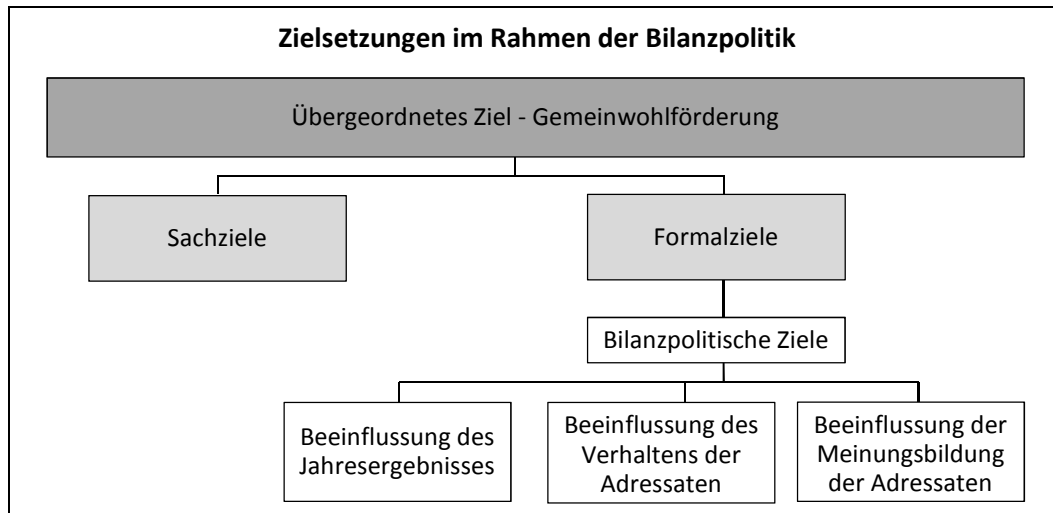 Zielsetzungen im Rahmen der Bilanzpolitik
Übergeordnetes Ziel - Gemeinwohlförderung
Sachziele
Formalziele
Bilanzpolitische Ziele
Beeinflussung des
Jahresergebnisses
Beeinflussung des
Verhaltens der
Adressaten
Beeinflussung der
Meinungsbildung
der Adressaten